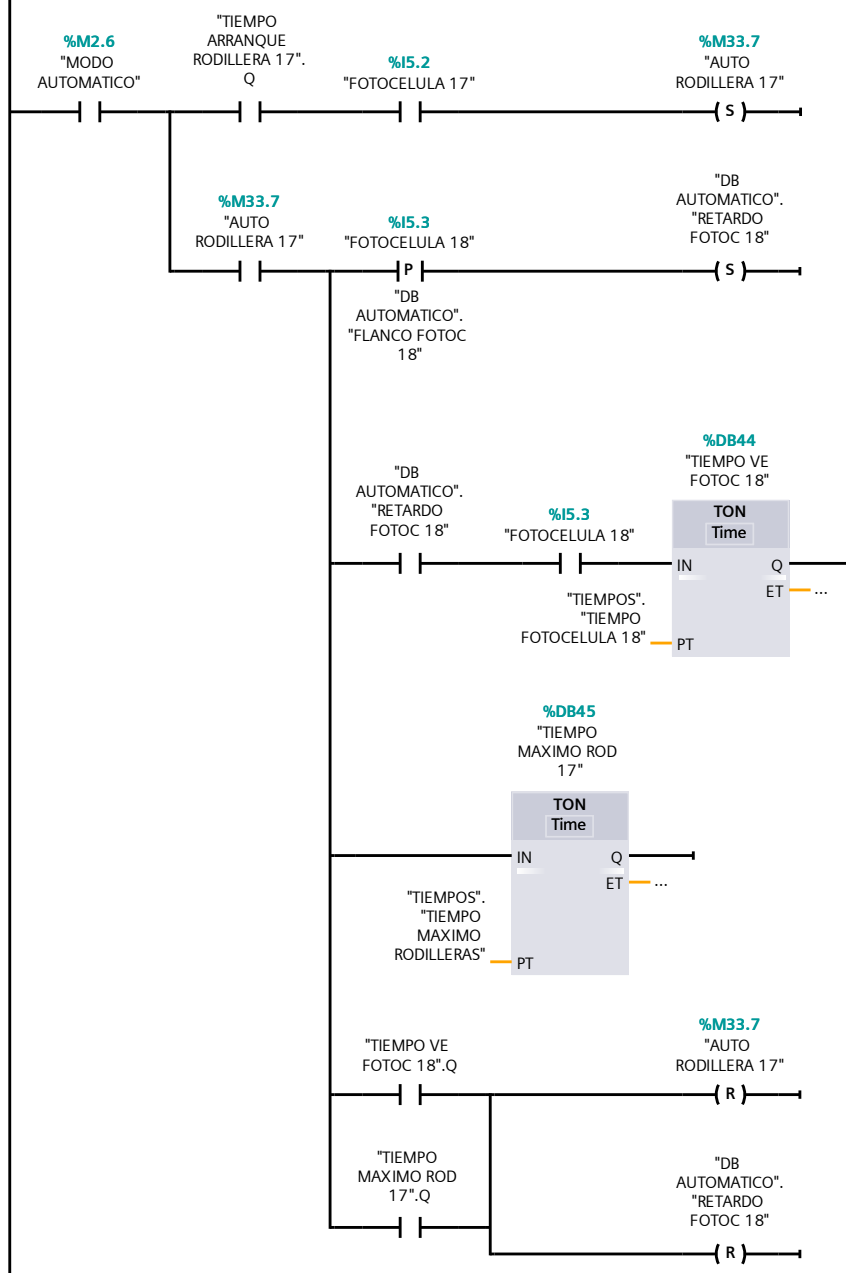 %M2.6
"MODO
AUTOMATICO"
"TIEMPO
ARRANQUE
RODILLERA 17".
Q
%I5.2
"FOTOCELULA 17"
%M33.7
"AUTO
RODILLERA 17"
S
%M33.7
"AUTO
RODILLERA 17"
%I5.3
"FOTOCELULA 18"
P
"DB
AUTOMATICO".
"FLANCO FOTOC
18"
"DB
AUTOMATICO".
"RETARDO
FOTOC 18"
S
"DB
AUTOMATICO".
"RETARDO
FOTOC 18"
%I5.3
"FOTOCELULA 18"
%DB44
"TIEMPO VE
FOTOC 18"
TON
Time
IN Q
ET ...
"TIEMPOS".
"TIEMPO
FOTOCELULA 18"
PT
%DB45
"TIEMPO
MAXIMO ROD
17"
TON
Time
IN Q
ET ...
"TIEMPOS".
"TIEMPO
MAXIMO
RODILLERAS"
PT
"TIEMPO VE
FOTOC 18".Q
%M33.7
"AUTO
RODILLERA 17"
R
"TIEMPO
MAXIMO ROD
17".Q
"DB
AUTOMATICO".
"RETARDO
FOTOC 18"
R